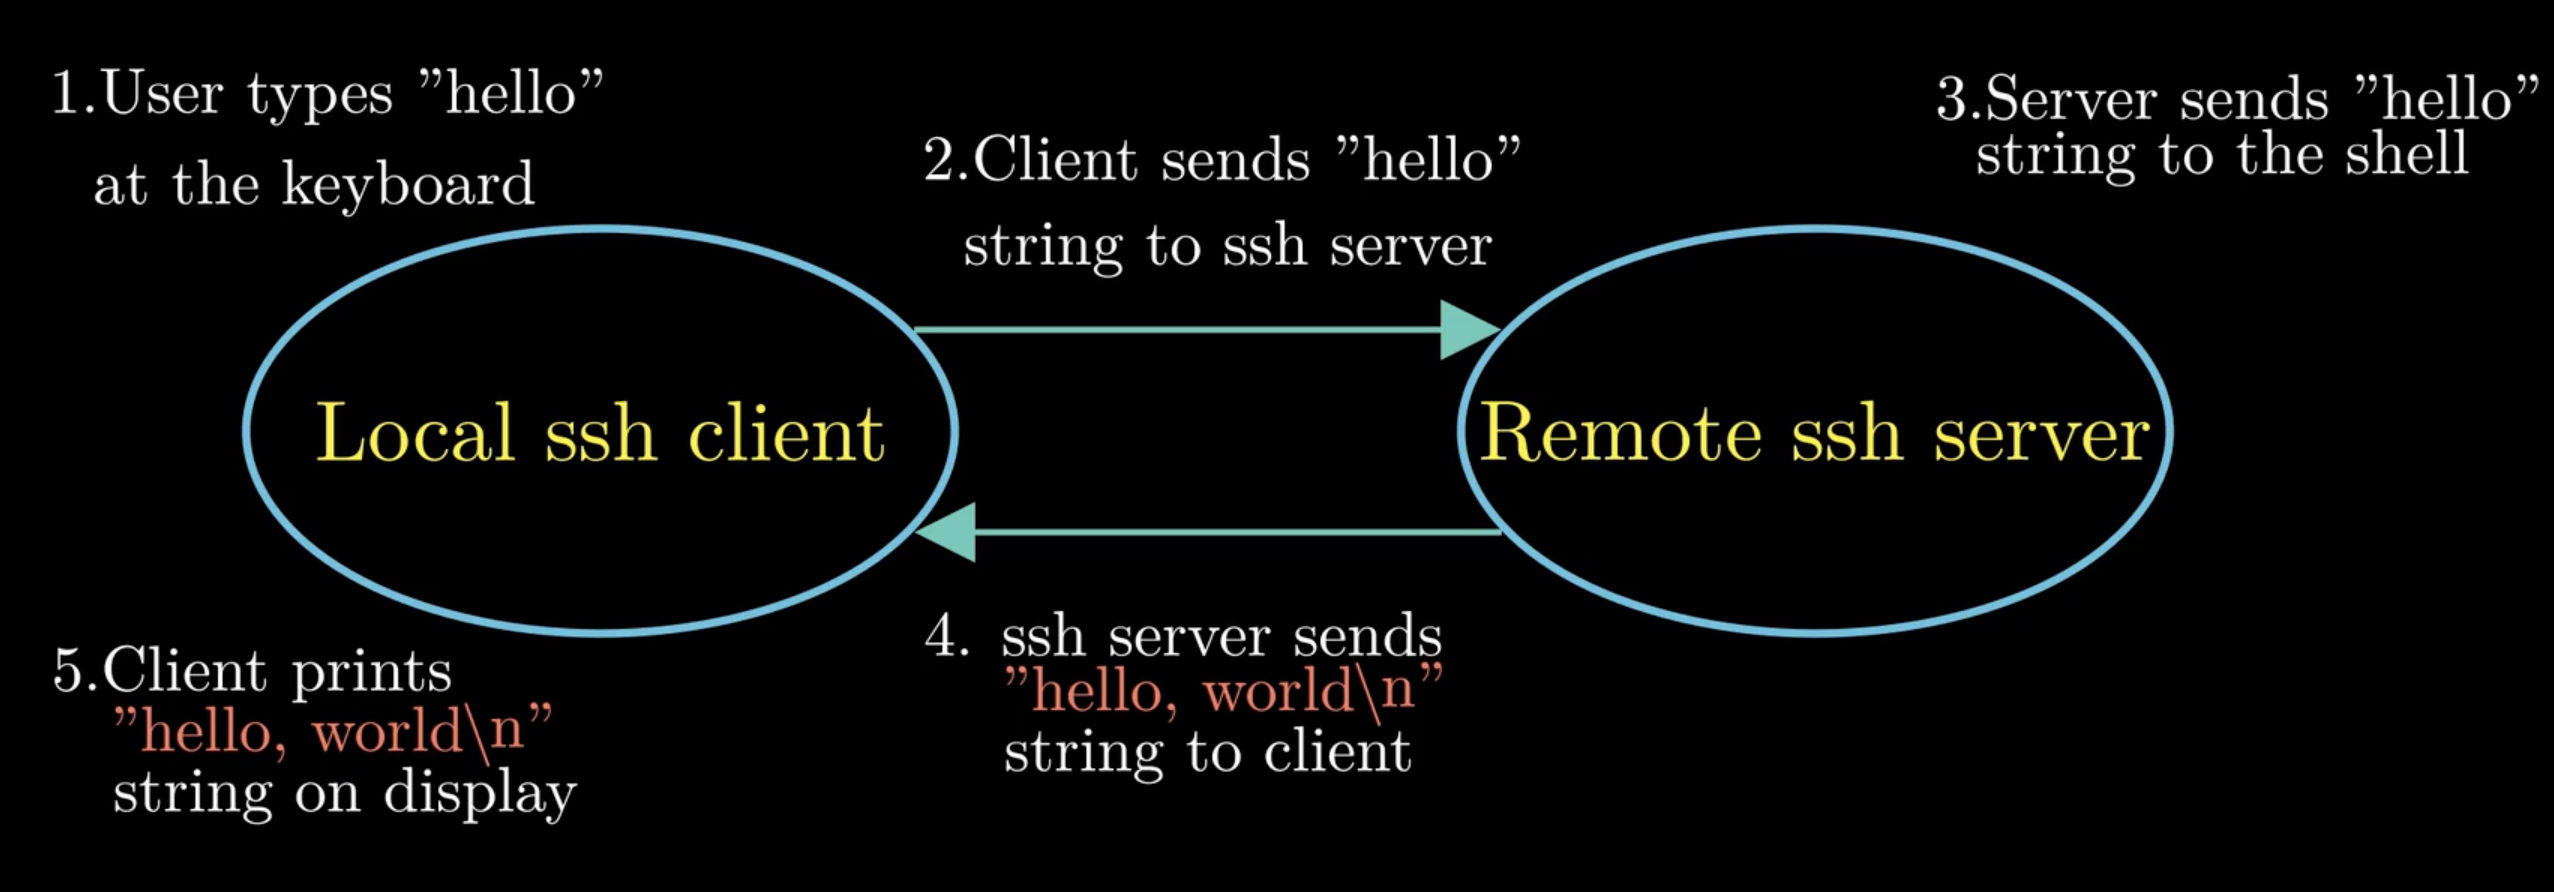 1.User types ”hello”
at the keyboard
2.Client sends ”hello”
string to ssh server
3.Server sends ”hello”
string to the shell
Local ssh client
Remote ssh server
4. ssh server sends
”hello, world\n”
string to client
5.Client prints
”hello, world\n”
string on display